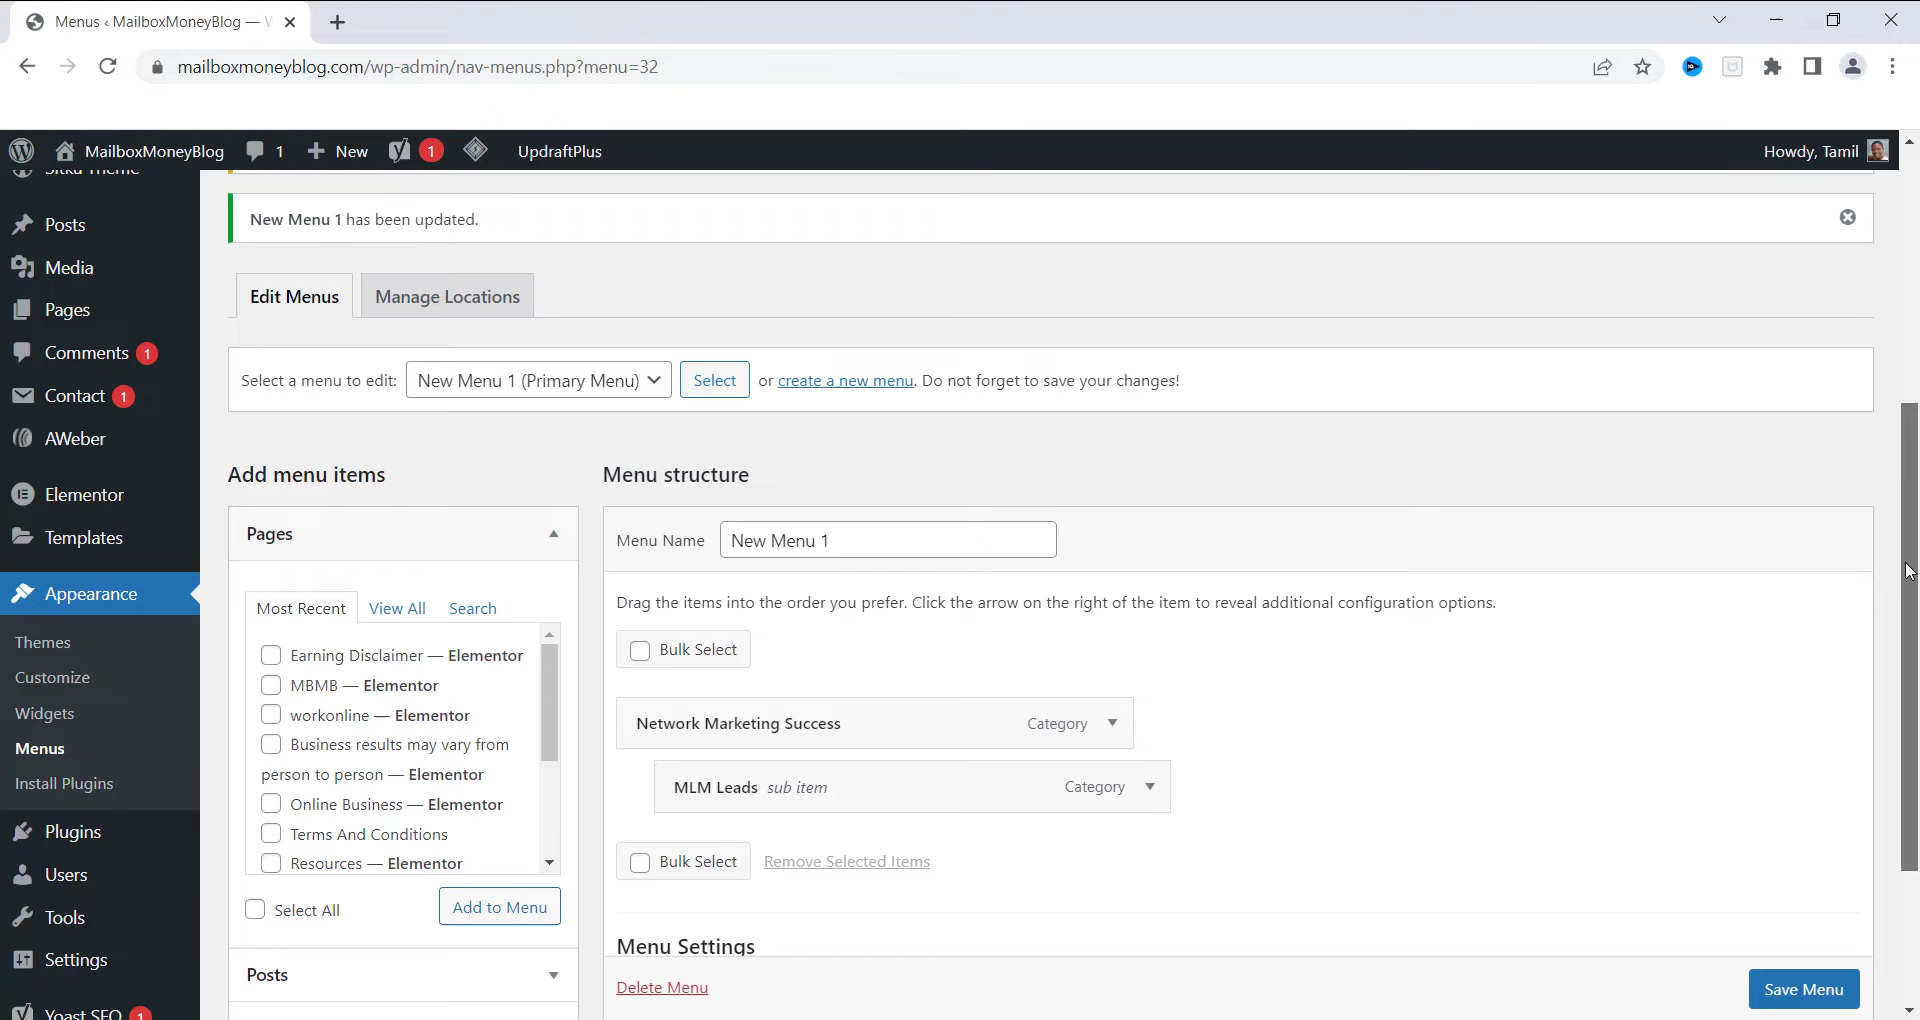 Menus ‹ MailboxMoneyBlog — W
mailboxmoneyblog.com/wp-admin/nav-menus.php?menu=32
MailboxMoneyBlog 1 New 1 UpdraftPlus Howdy, Tamil
Sitka Theme
Posts
Media
Pages
Comments 1
Contact 1
AWeber
Elementor
Templates
Appearance
Themes
Customize
Widgets
Menus
Install Plugins
Plugins
Users
Tools
Settings
Yoast SEO 1
New Menu 1 has been updated.
Edit Menus Manage Locations
Select a menu to edit: New Menu 1 (Primary Menu) Select or create a new menu. Do not forget to save your changes!
Add menu items
Pages
Most Recent View All Search
Earning Disclaimer — Elementor
MBMB — Elementor
workonline — Elementor
Business results may vary from
person to person — Elementor
Online Business — Elementor
Terms And Conditions
Resources — Elementor
Select All Add to Menu
Posts
Menu structure
Menu Name New Menu 1
Drag the items into the order you prefer. Click the arrow on the right of the item to reveal additional configuration options.
Bulk Select
Network Marketing Success Category
MLM Leads sub item Category
Bulk Select Remove Selected Items
Menu Settings
Delete Menu Save Menu